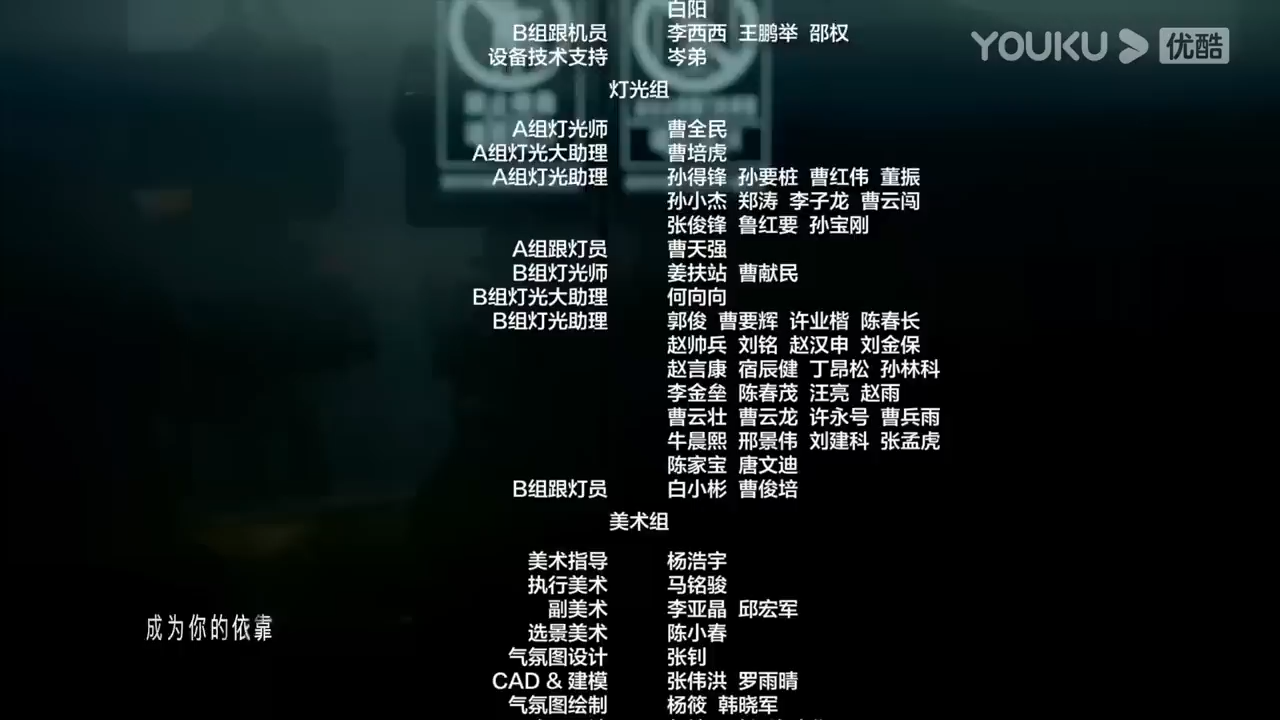 白阳
B组跟机员 李西西 王鹏举 邵权
设备技术支持 岑弟
YOUKU 优酷
灯光组
A组灯光师 曹全民
A组灯光大助理 曹培虎
A组灯光助理 孙得锋 孙要桩 曹红伟 董振
孙小杰 郑涛 李子龙 曹云闯
张俊锋 鲁红要 孙宝刚
A组跟灯员 曹天强
B组灯光师 姜扶站 曹献民
B组灯光大助理 何向向
B组灯光助理 郭俊 曹要辉 许业楷 陈春长
赵帅兵 刘铭 赵汉申 刘金保
赵言康 宿辰健 丁昂松 孙林科
李金垒 陈春茂 汪亮 赵雨
曹云壮 曹云龙 许永号 曹兵雨
牛晨熙 邢景伟 刘建科 张孟虎
陈家宝 唐文迪
B组跟灯员 白小彬 曹俊培
美术组
美术指导 杨浩宇
执行美术 马铭骏
副美术 李亚晶 邱宏军
成为你的依靠
选景美术 陈小春
气氛图设计 张钊
CAD & 建模 张伟洪 罗雨晴
气氛图绘制 杨筱 韩晓军